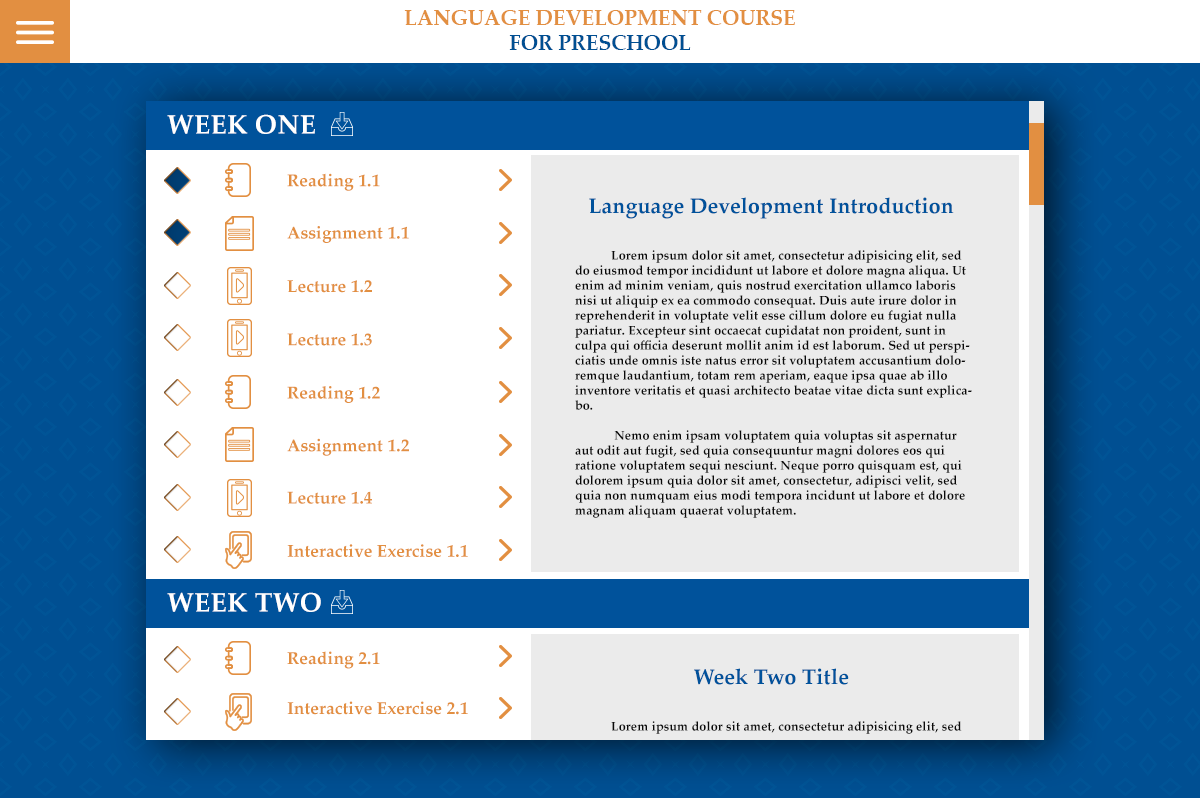 LANGUAGE DEVELOPMENT COURSE
FOR PRESCHOOL
WEEK ONE
Reading 1.1
Assignment 1.1
Lecture 1.2
Lecture 1.3
Reading 1.2
Assignment 1.2
Lecture 1.4
Interactive Exercise 1.1
Language Development Introduction
Lorem ipsum dolor sit amet, consectetur adipisicing elit, sed
do eiusmod tempor incididunt ut labore et dolore magna aliqua. Ut
enim ad minim veniam, quis nostrud exercitation ullamco laboris
nisi ut aliquip ex ea commodo consequat. Duis aute irure dolor in
reprehenderit in voluptate velit esse cillum dolore eu fugiat nulla
pariatur. Excepteur sint occaecat cupidatat non proident, sunt in
culpa qui officia deserunt mollit anim id est laborum. Sed ut perspi-
ciatis unde omnis iste natus error sit voluptatem accusantium dolo-
remque laudantium, totam rem aperiam, eaque ipsa quae ab illo
inventore veritatis et quasi architecto beatae vitae dicta sunt explica-
bo.
Nemo enim ipsam voluptatem quia voluptas sit aspernatur
aut odit aut fugit, sed quia consequuntur magni dolores eos qui
ratione voluptatem sequi nesciunt. Neque porro quisquam est, qui
dolorem ipsum quia dolor sit amet, consectetur, adipisci velit, sed
quia non numquam eius modi tempora incidunt ut labore et dolore
magnam aliquam quaerat voluptatem.
WEEK TWO
Reading 2.1
Interactive Exercise 2.1
Week Two Title
Lorem ipsum dolor sit amet, consectetur adipisicing elit, sed